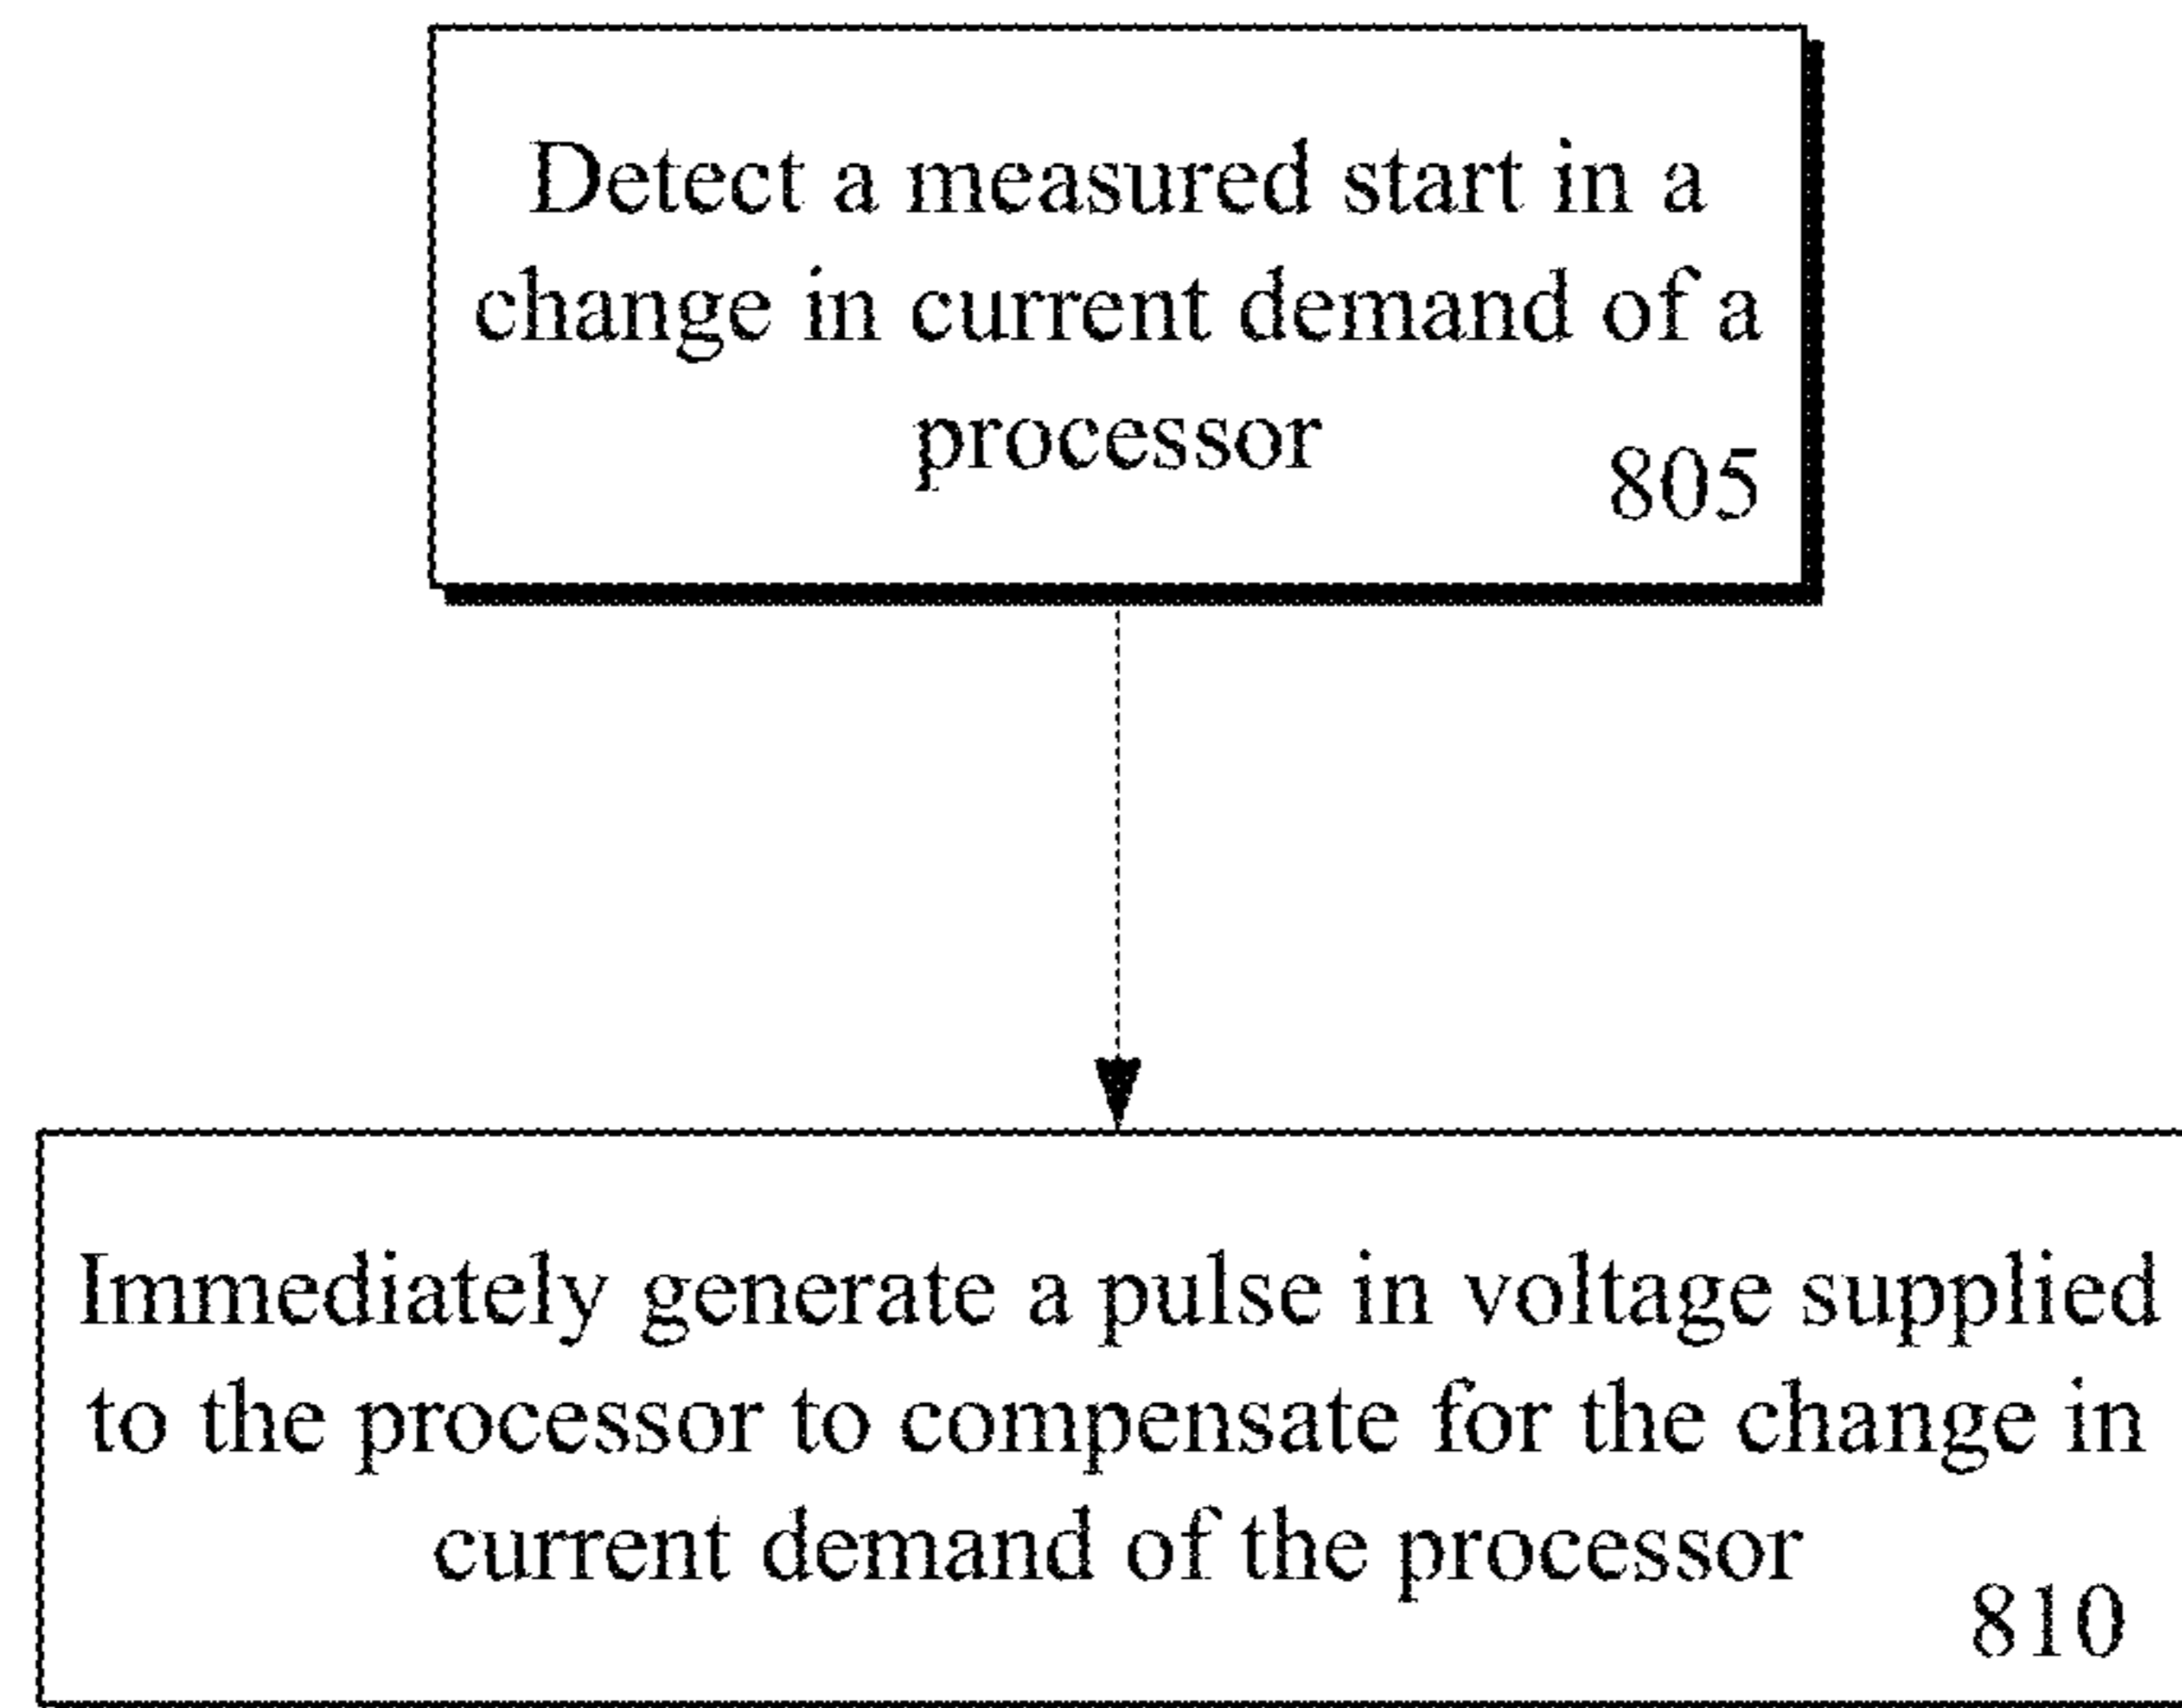 Detect a measured start in a
change in current demand of a
processor
805
Immediately generate a pulse in voltage supplied
to the processor to compensate for the change in
current demand of the processor
810